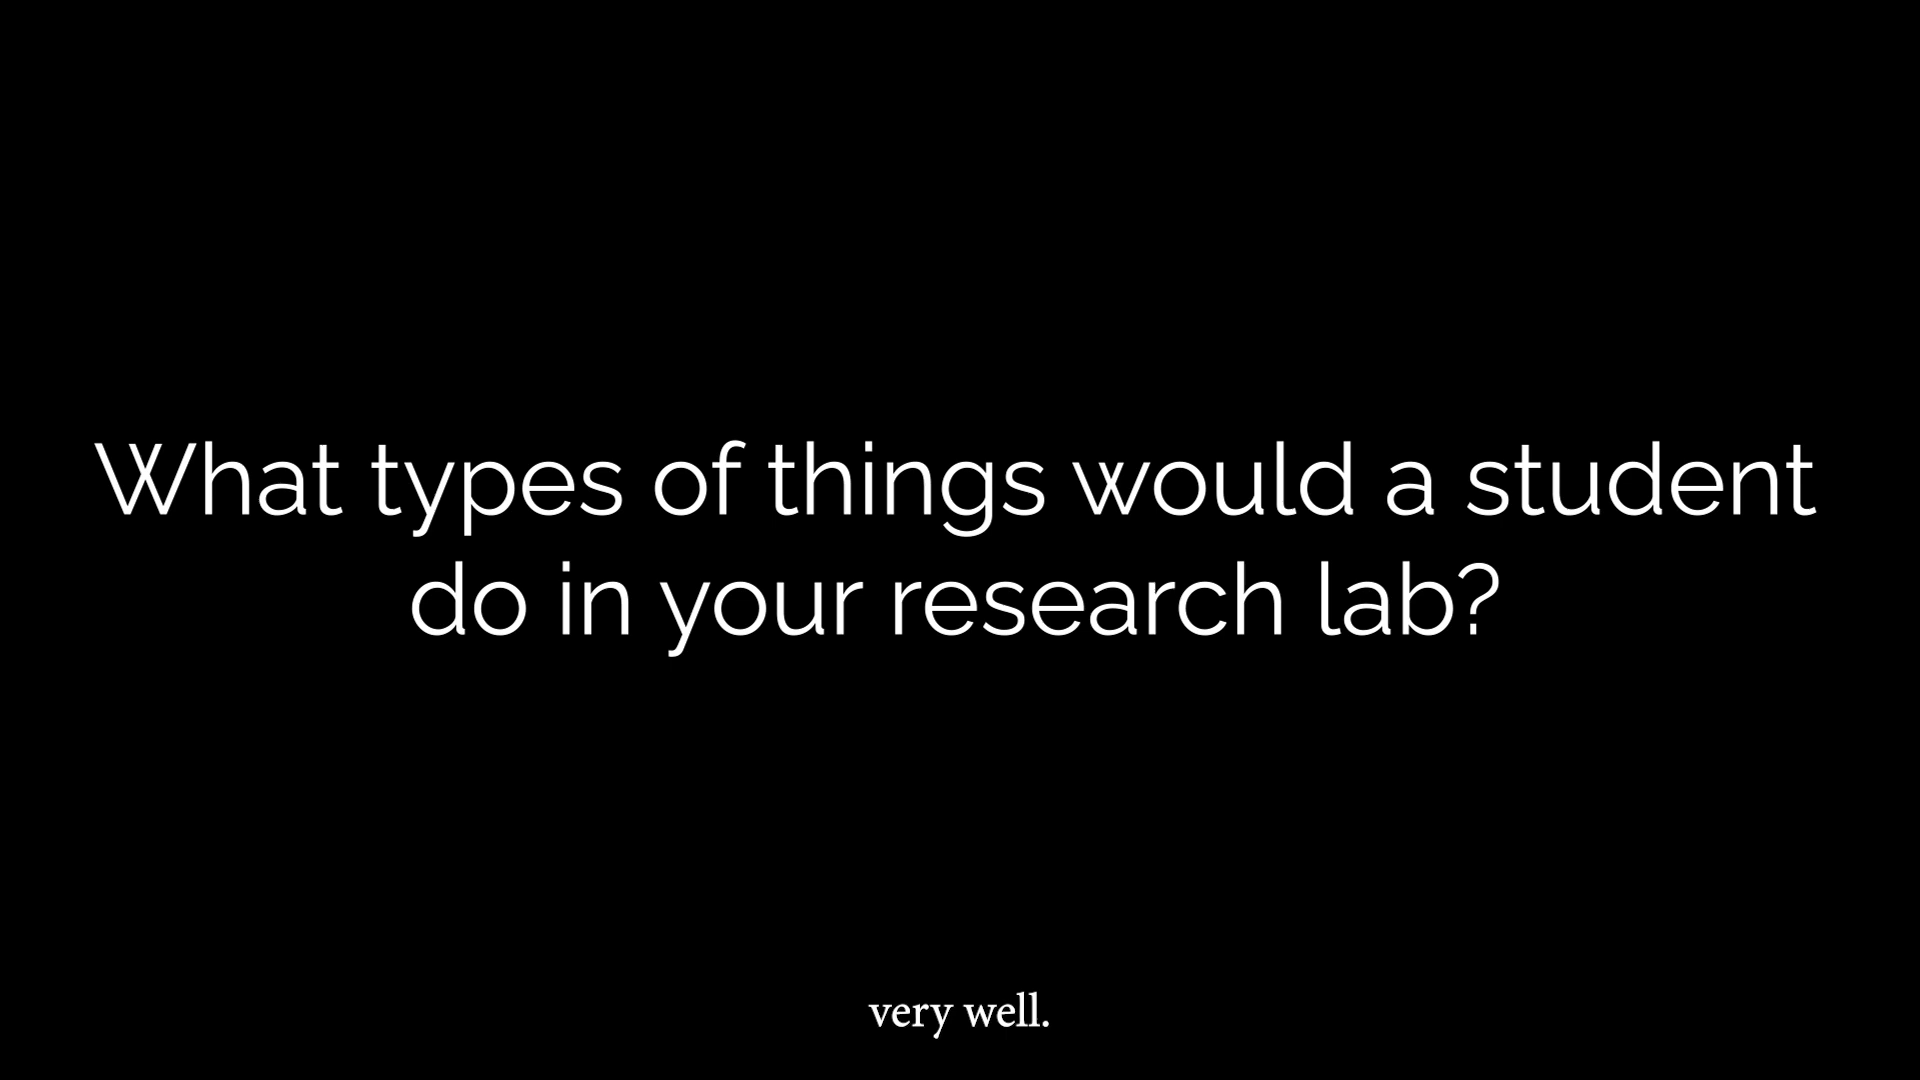 What types of things would a student
do in your research lab?
very well.